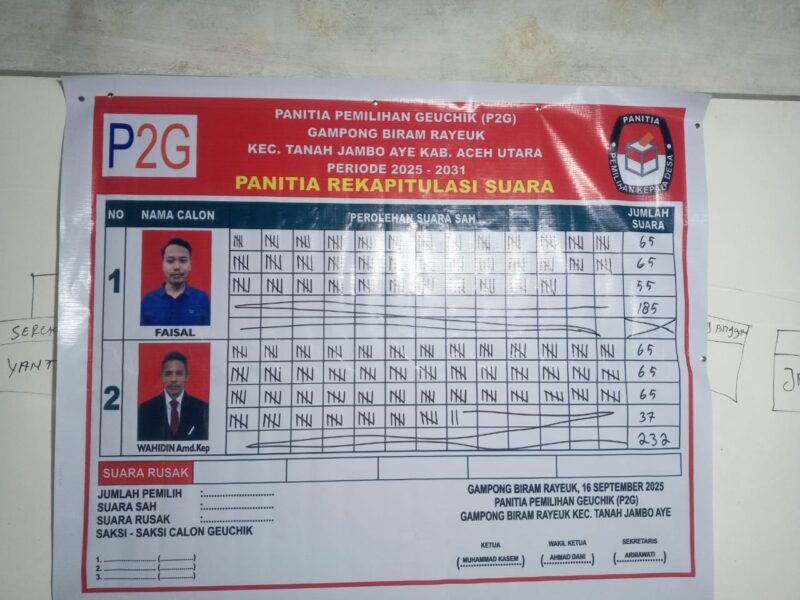 P2G
PANITIA PEMILIHAN GEUCHIK (P2G)
GAMPONG BIRAM RAYEUK
KEC. TANAH JAMBO AYE KAB. ACEH UTARA
PERIODE 2025 - 2031
PANITIA REKAPITULASI SUARA
PANITIA
PEMILIHAN KEPALA DESA
NO NAMA CALON PEROLEHAN SUARA SAH JUMLAH SUARA
1
FAISAL
65
65
55
185
2
WAHIDIN Amd.Kep
65
65
65
37
232
SUARA RUSAK
JUMLAH PEMILIH :
SUARA SAH :
SUARA RUSAK :
SAKSI - SAKSI CALON GEUCHIK
1. (            )
2. (            )
3. (            )
GAMPONG BIRAM RAYEUK, 16 SEPTEMBER 2025
PANITIA PEMILIHAN GEUCHIK (P2G)
GAMPONG BIRAM RAYEUK KEC. TANAH JAMBO AYE
KETUA WAKIL KETUA SEKRETARIS
(MUHAMMAD KASEM) (AHMAD DANI) (ARNIAWATI)